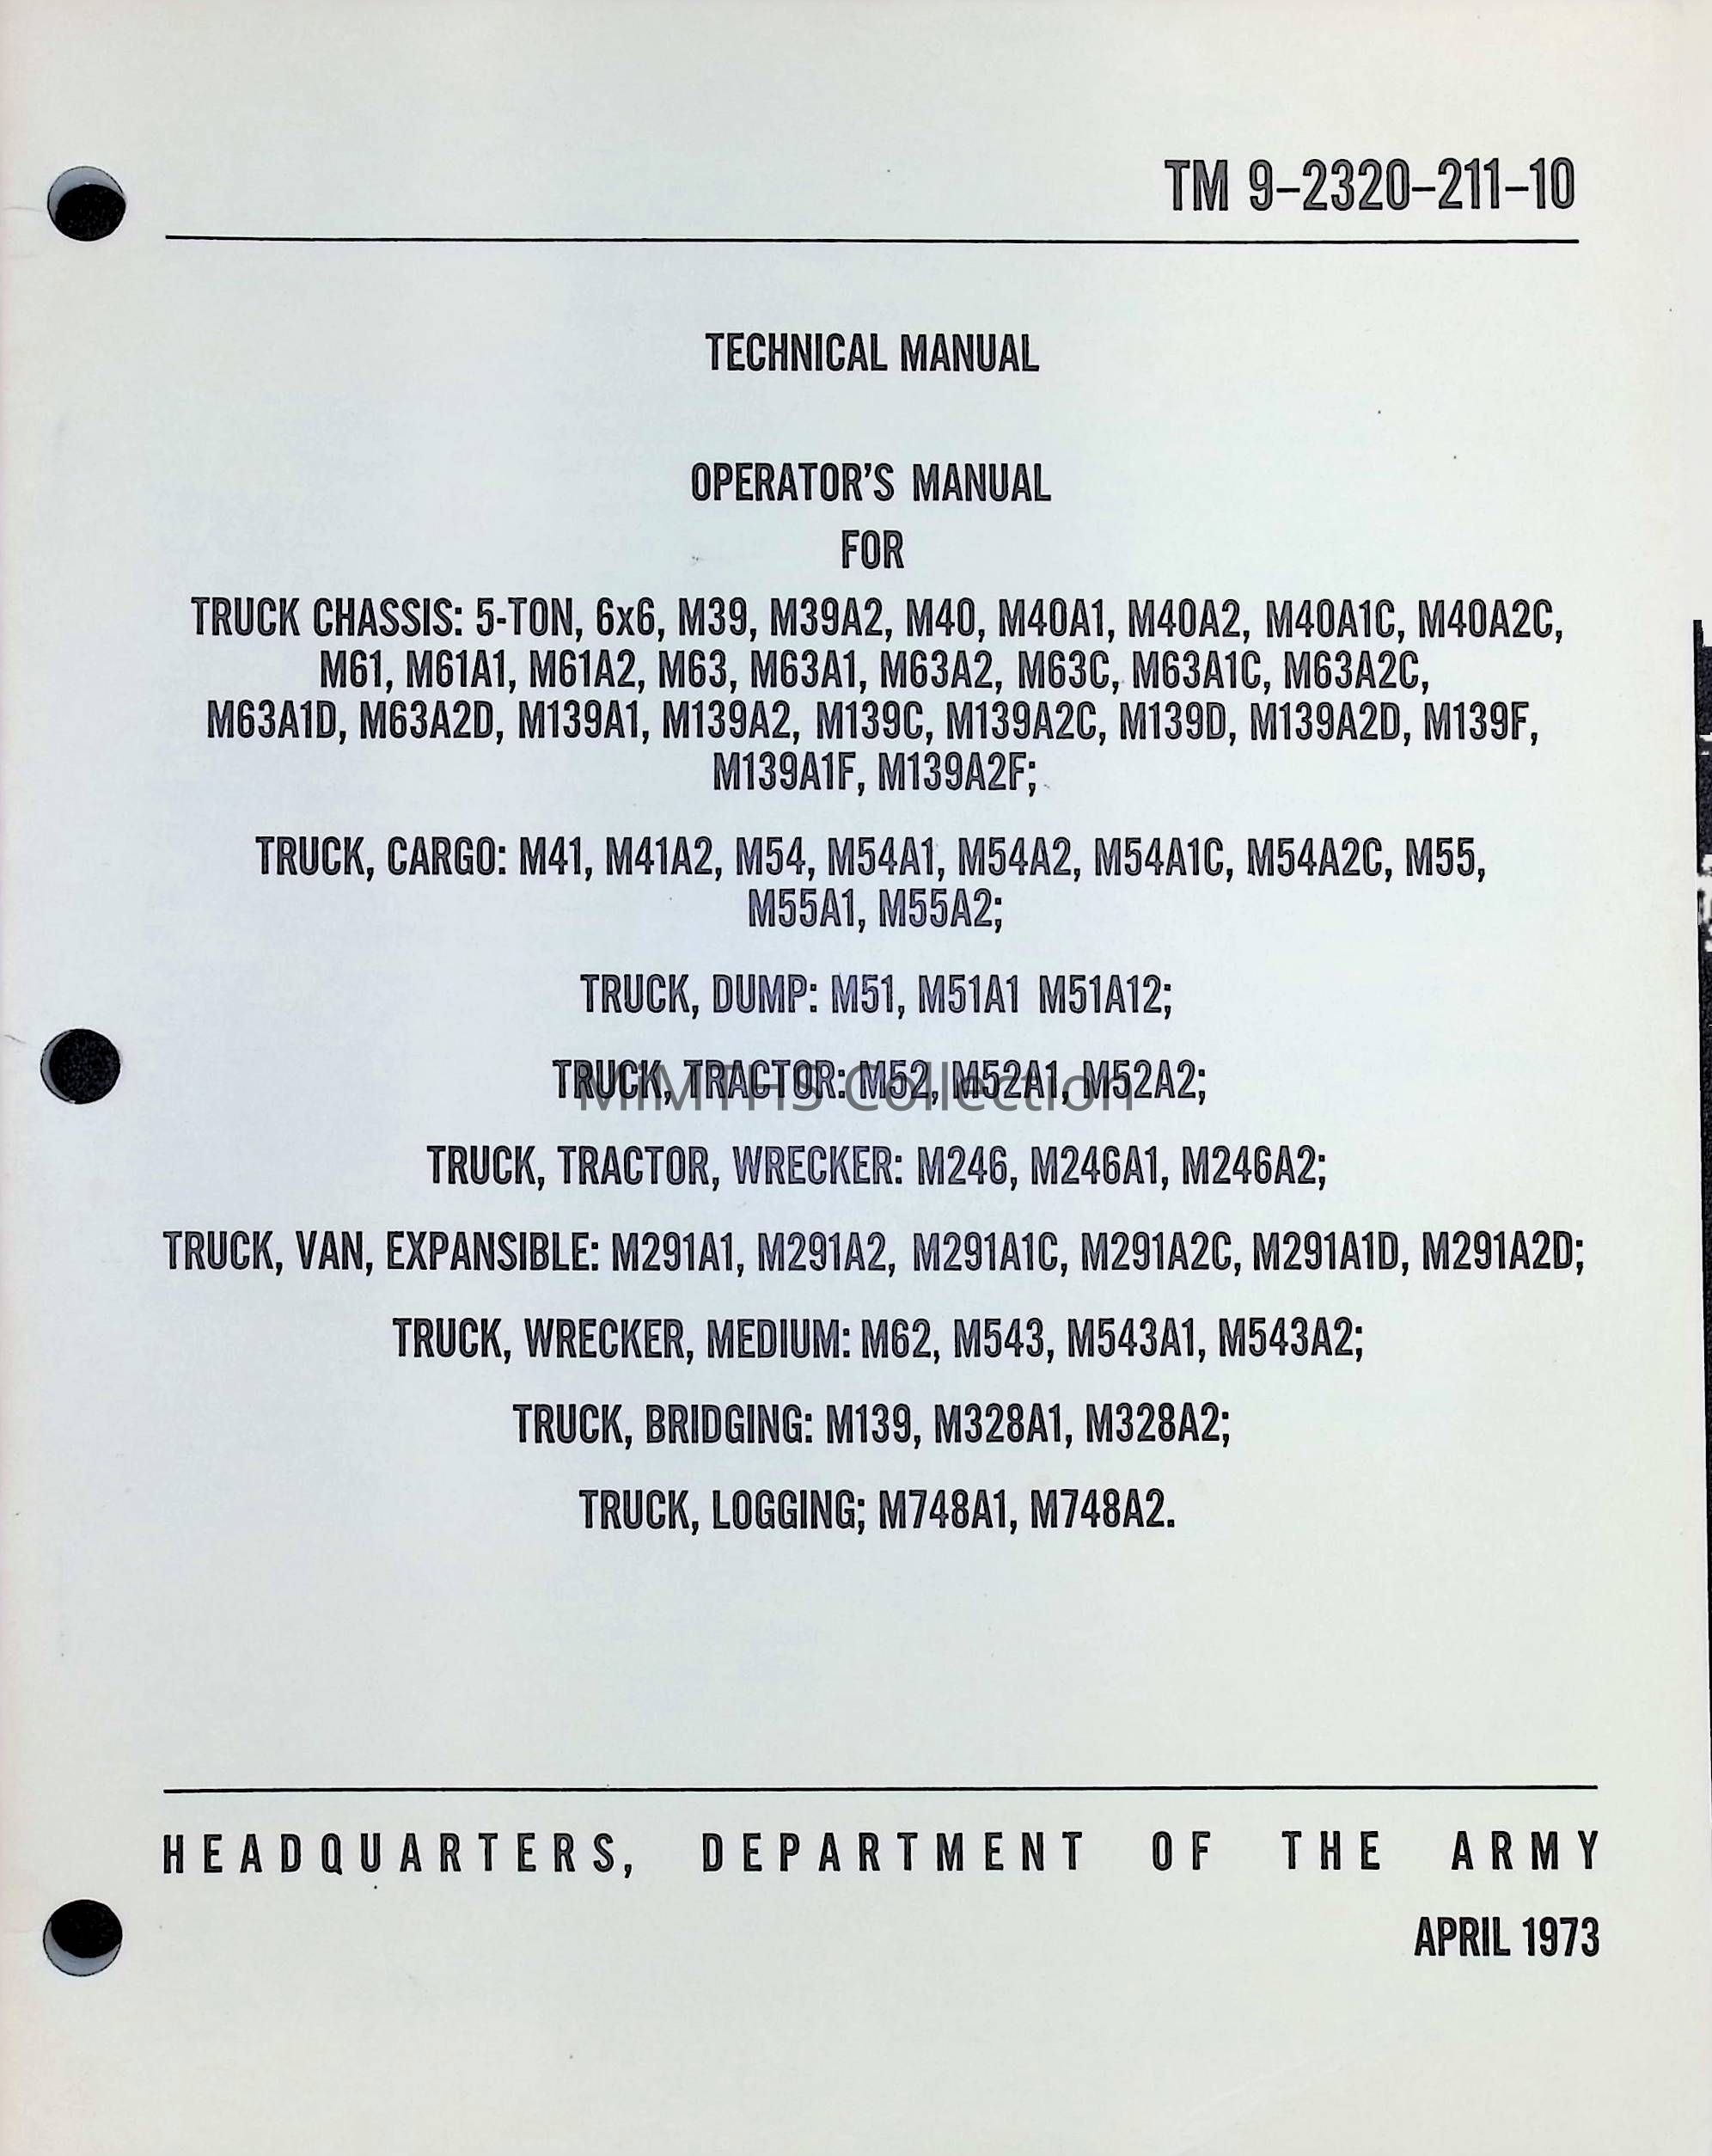 TM 9-2320-211-10
TECHNICAL MANUAL
OPERATOR'S MANUAL
FOR
TRUCK CHASSIS: 5-TON, 6x6, M39, M39A2, M40, M40A1, M40A2, M40A1C, M40A2C,
M61, M61A1, M61A2, M63, M63A1, M63A2, M63C, M63A1C, M63A2C,
M63A1D, M63A2D, M139A1, M139A2, M139C, M139A2C, M139D, M139A2D, M139F,
M139A1F, M139A2F;
TRUCK, CARGO: M41, M41A2, M54, M54A1, M54A2, M54A1C, M54A2C, M55,
M55A1, M55A2;
TRUCK, DUMP: M51, M51A1 M51A12;
TRUCK, TRACTOR: M52, M52A1, M52A2;
MIMTHS Collection
TRUCK, TRACTOR, WRECKER: M246, M246A1, M246A2;
TRUCK, VAN, EXPANSIBLE: M291A1, M291A2, M291A1C, M291A2C, M291A1D, M291A2D;
TRUCK, WRECKER, MEDIUM: M62, M543, M543A1, M543A2;
TRUCK, BRIDGING: M139, M328A1, M328A2;
TRUCK, LOGGING; M748A1, M748A2.
HEADQUARTERS, DEPARTMENT OF THE ARMY
APRIL 1973